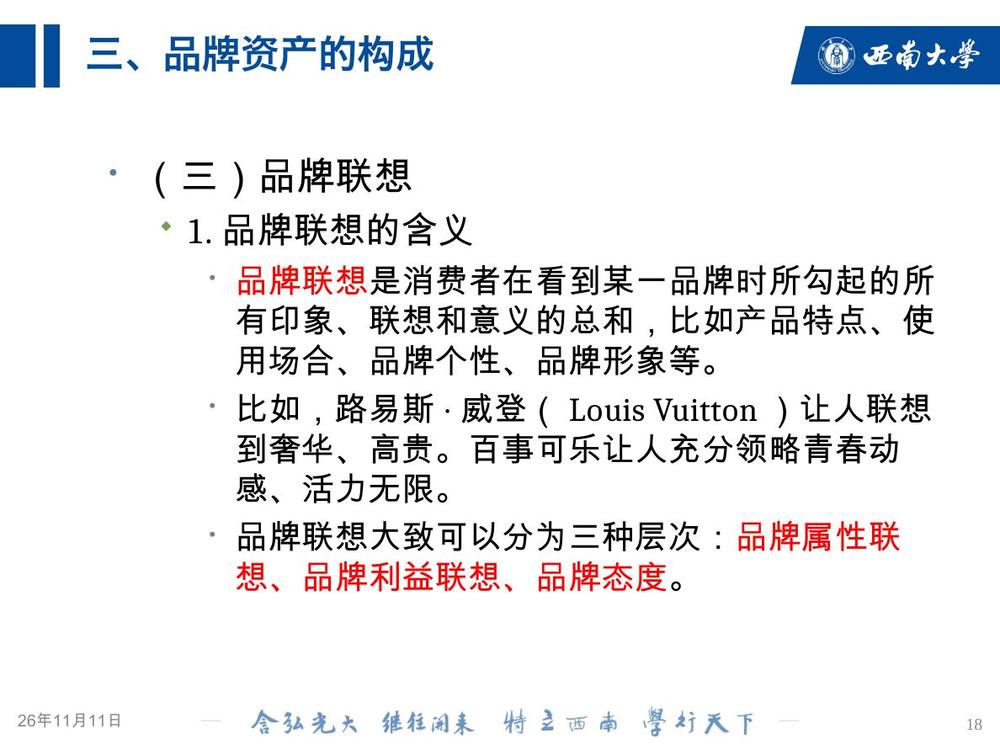 三、品牌资产的构成
西南大学
（三）品牌联想
1. 品牌联想的含义
品牌联想是消费者在看到某一品牌时所勾起的所
有印象、联想和意义的总和，比如产品特点、使
用场合、品牌个性、品牌形象等。
比如，路易斯·威登（ Louis Vuitton ）让人联想
到奢华、高贵。百事可乐让人充分领略青春动
感、活力无限。
品牌联想大致可以分为三种层次：品牌属性联
想、品牌利益联想、品牌态度。
26年11月11日
含弘光大 继往开来 特立西南 学行天下
18